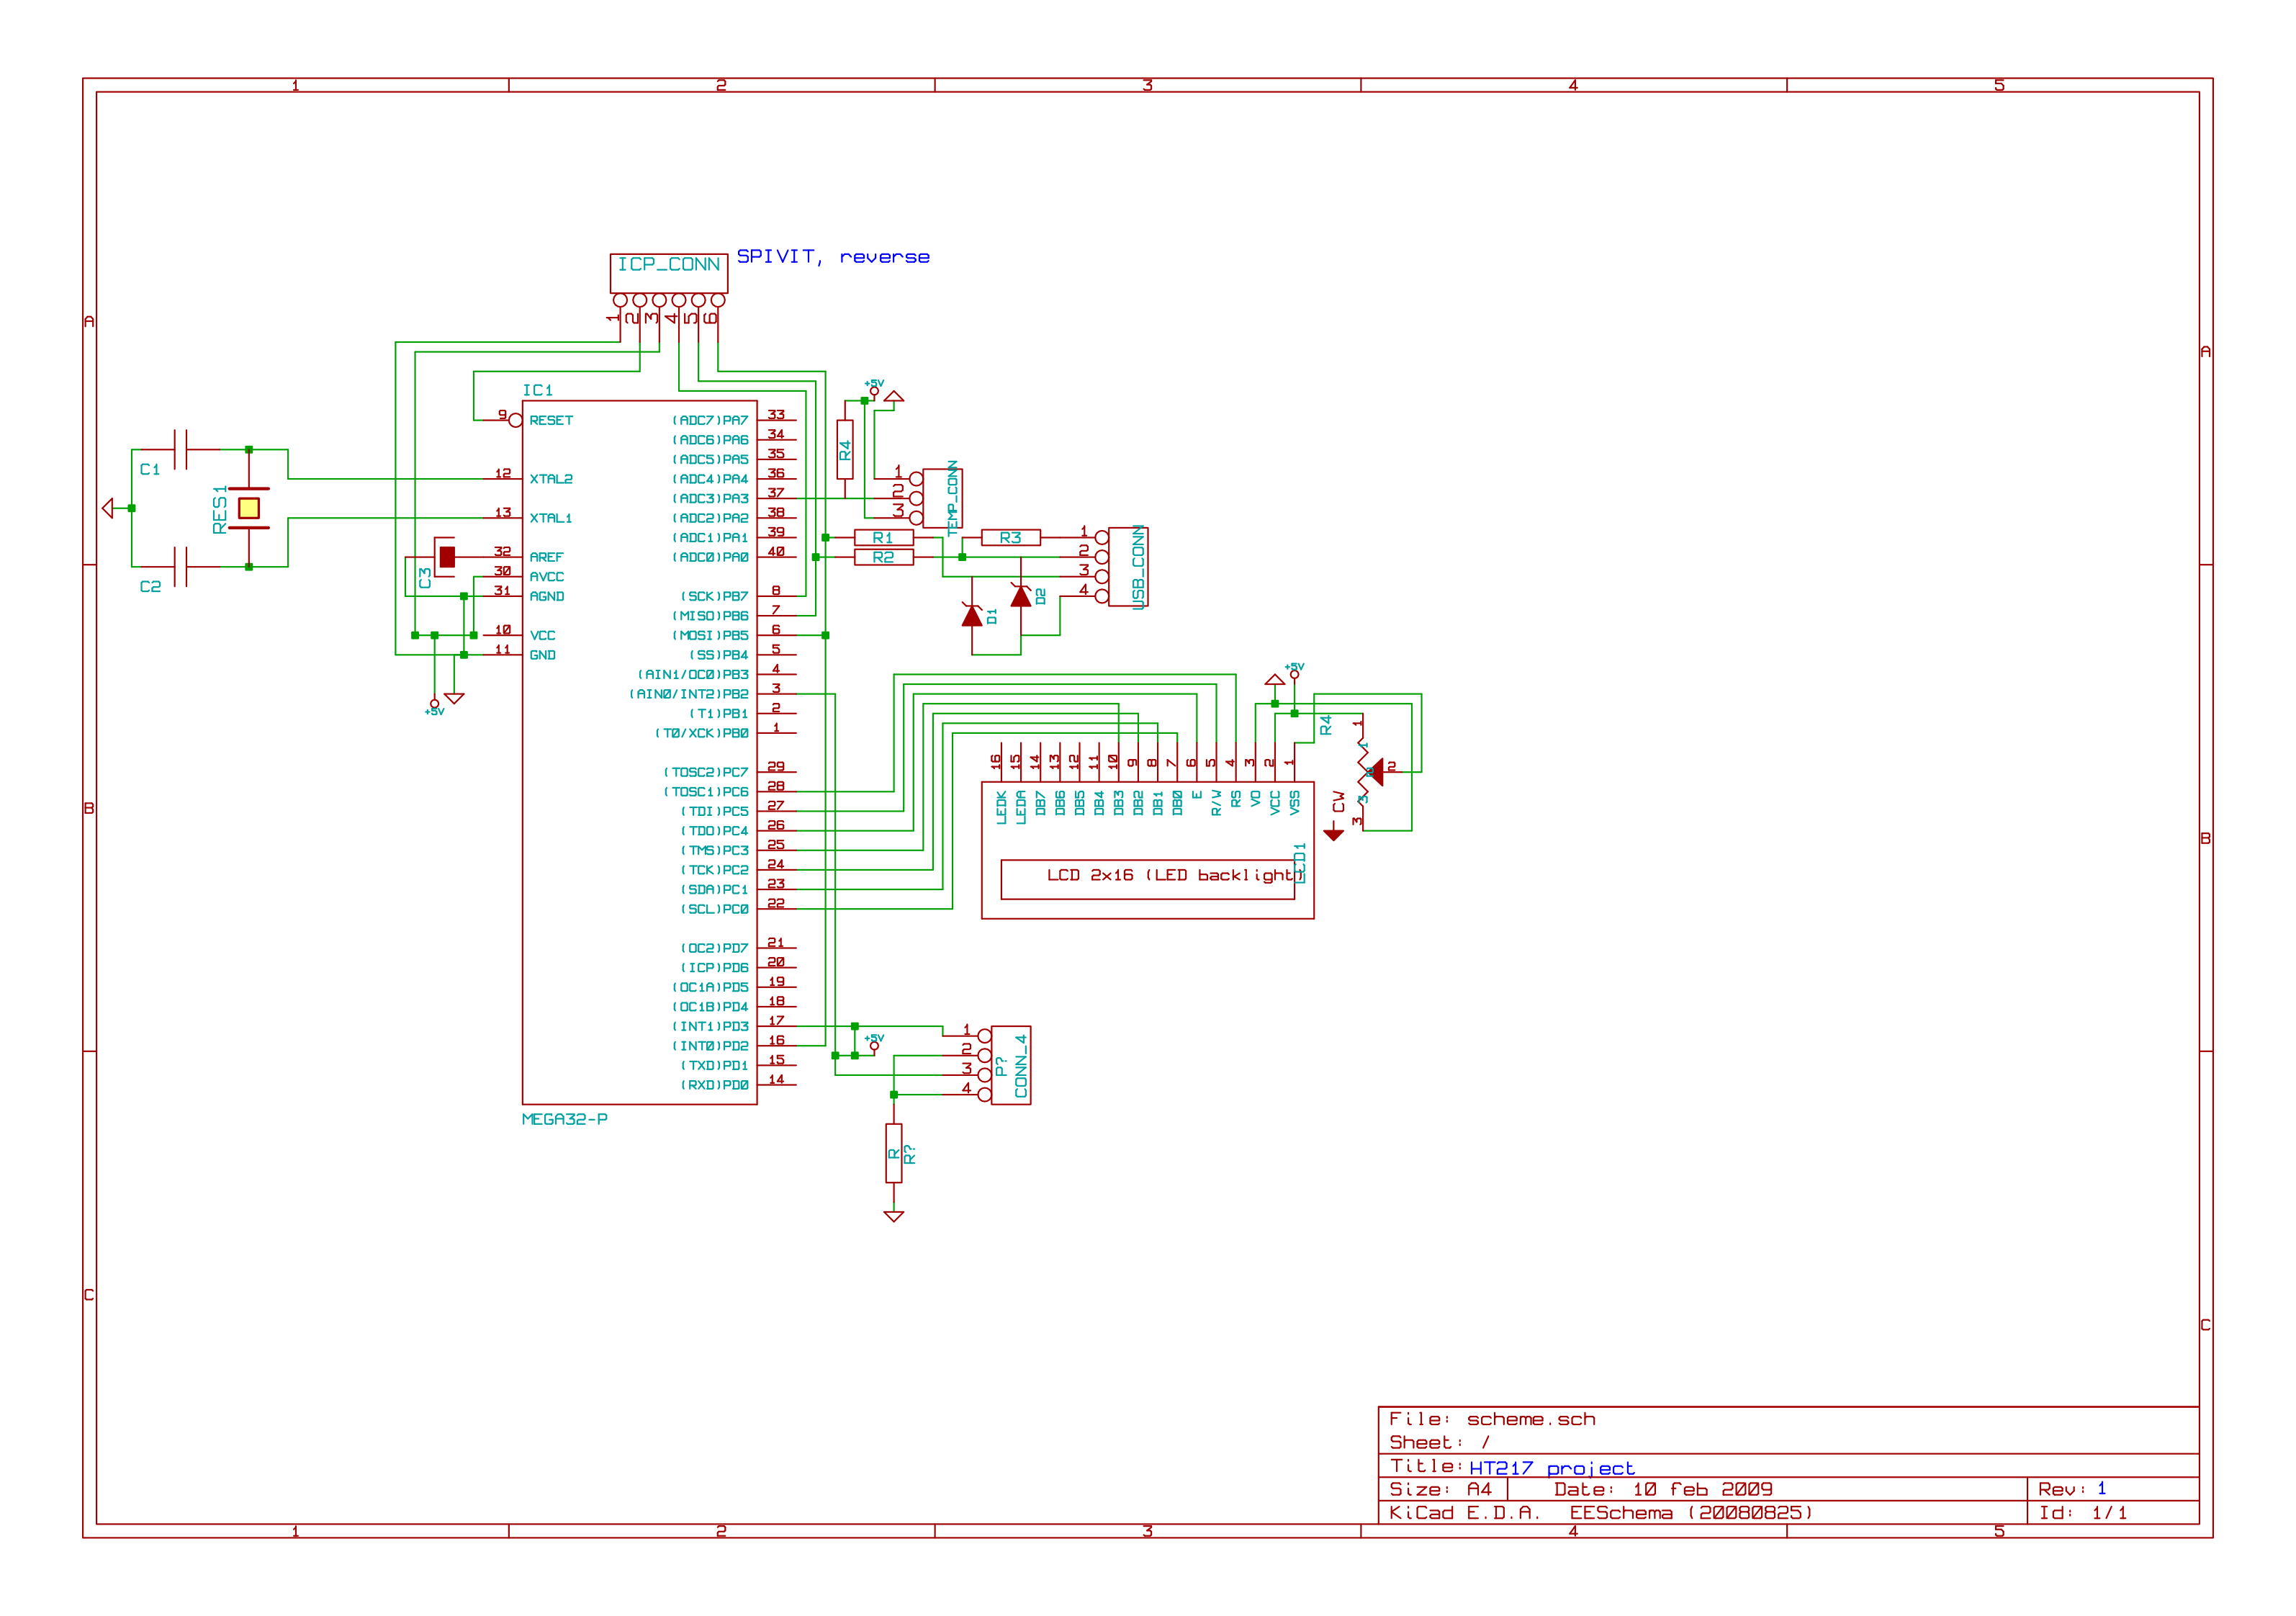 1 2 3 4 5
A
A
B
B
C
C
ICP_CONN
SPIVIT, reverse
1 2 3 4 5 6
IC1
9 RESET
12 XTAL2
13 XTAL1
32 AREF
30 AVCC
31 AGND
10 VCC
11 GND
(ADC7)PA7 33
(ADC6)PA6 34
(ADC5)PA5 35
(ADC4)PA4 36
(ADC3)PA3 37
(ADC2)PA2 38
(ADC1)PA1 39
(ADC0)PA0 40
(SCK)PB7 8
(MISO)PB6 7
(MOSI)PB5 6
(SS)PB4 5
(AIN1/OC0)PB3 4
(AIN0/INT2)PB2 3
(T1)PB1 2
(T0/XCK)PB0 1
(TOSC2)PC7 29
(TOSC1)PC6 28
(TDI)PC5 27
(TDO)PC4 26
(TMS)PC3 25
(TCK)PC2 24
(SDA)PC1 23
(SCL)PC0 22
(OC2)PD7 21
(ICP)PD6 20
(OC1A)PD5 19
(OC1B)PD4 18
(INT1)PD3 17
(INT0)PD2 16
(TXD)PD1 15
(RXD)PD0 14
MEGA32-P
C1
C2
RES1
C3
+5V
+5V
R4
1
2
3
TEMP_CONN
R1
R2
R3
D1
D2
1
2
3
4
USB_CONN
+5V
R4
1
2
3
1
3
CW
16 15 14 13 12 11 10 9 8 7 6 5 4 3 2 1
LEDK LEDA DB7 DB6 DB5 DB4 DB3 DB2 DB1 DB0 E R/W RS VO VCC VSS
LCD 2x16 (LED backlight)
LCD1
+5V
1
2
3
4
P?
CONN_4
R
R?
File: scheme.sch
Sheet: /
Title: HT217 project
Size: A4 Date: 10 feb 2009 Rev: 1
KiCad E.D.A. EESchema (20080825) Id: 1/1
1 2 3 4 5